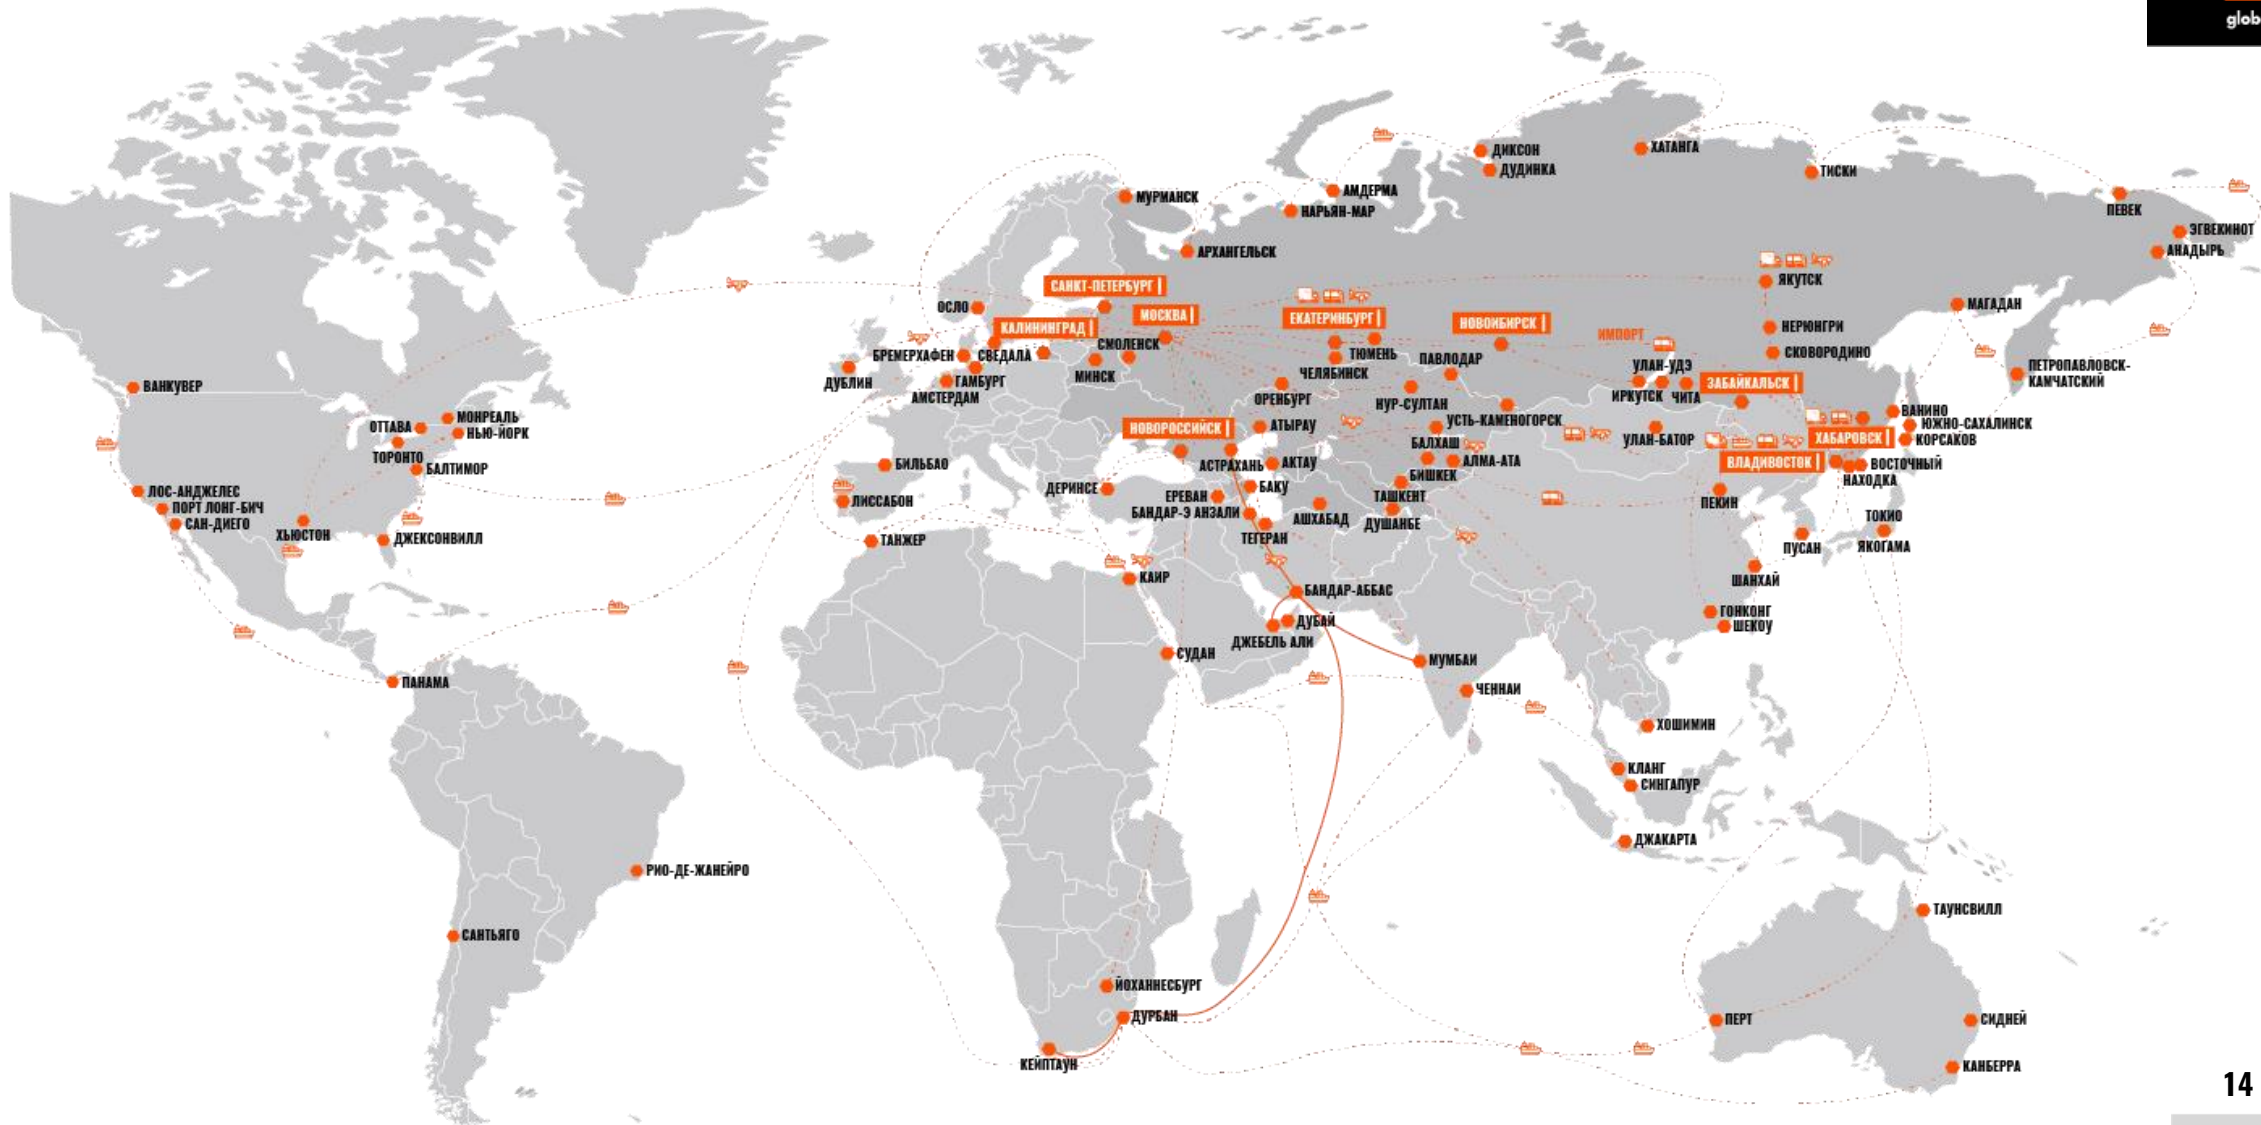 glob
ДИКСОН
ХАТАНГА
ДУДИНКА
ТИСКИ
МУРМАНСК
АМДЕРМА
НАРЬЯН-МАР
ПЕВЕК
ЭГВЕКИНОТ
АРХАНГЕЛЬСК
АНАДЫРЬ
САНКТ-ПЕТЕРБУРГ
ЯКУТСК
ОСЛО
МОСКВА
ЕКАТЕРИНБУРГ
НОВОИБИРСК
МАГАДАН
КАЛИНИНГРАД
ИМПОРТ
НЕРЮНГРИ
СМОЛЕНСК
БРЕМЕРХАФЕН
СВЕДАЛА
ТЮМЕНЬ
ПАВЛОДАР
СКОВОРОДИНО
МИНСК
ЧЕЛЯБИНСК
УЛАН-УДЭ
ПЕТРОПАВЛОВСК-
КАМЧАТСКИЙ
ДУБЛИН
ГАМБУРГ
ЗАБАЙКАЛЬСК
ВАНКУВЕР
АМСТЕРДАМ
ОРЕНБУРГ
НУР-СУЛТАН
ИРКУТСК
ЧИТА
МОНРЕАЛЬ
ОТТАВА
НЬЮ-ЙОРК
НОВОРОССИЙСК
АТЫРАУ
УСТЬ-КАМЕНОГОРСК
ВАНИНО
ЮЖНО-САХАЛИНСК
УЛАН-БАТОР
ХАБАРОВСК
КОРСАКОВ
ТОРОНТО
БАЛХАШ
БАЛТИМОР
БИЛЬБАО
АСТРАХАНЬ
АКТАУ
АЛМА-АТА
ВЛАДИВОСТОК
ВОСТОЧНЫЙ
БИШКЕК
НАХОДКА
ЛОС-АНДЖЕЛЕС
ДЕРИНСЕ
БАКУ
ЕРЕВАН
ТАШКЕНТ
ПЕКИН
ПОРТ ЛОНГ-БИЧ
ЛИССАБОН
БАНДАР-Э АНЗАЛИ
АШХАБАД
ДУШАНБЕ
ТОКИО
САН-ДИЕГО
ХЬЮСТОН
ДЖЕКСОНВИЛЛ
ТАНЖЕР
ТЕГЕРАН
ПУСАН
ЯКОГАМА
КАИР
ШАНХАЙ
БАНДАР-АББАС
ГОНКОНГ
ДУБАЙ
ШЕКОУ
ДЖЕБЕЛЬ АЛИ
СУДАН
МУМБАИ
ПАНАМА
ЧЕННАИ
ХОШИМИН
КЛАНГ
СИНГАПУР
ДЖАКАРТА
РИО-ДЕ-ЖАНЕЙРО
ТАУНСВИЛЛ
САНТЬЯГО
ЙОХАННЕСБУРГ
ДУРБАН
ПЕРТ
СИДНЕЙ
КЕЙПТАУН
КАНБЕРРА
14